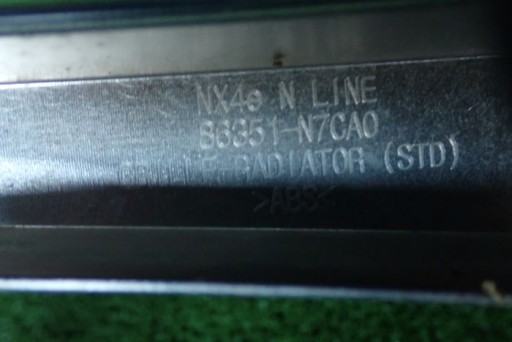 NX4e N LINE
86351-N7CA0
GRILLE-RADIATOR (STD)
>ABS<